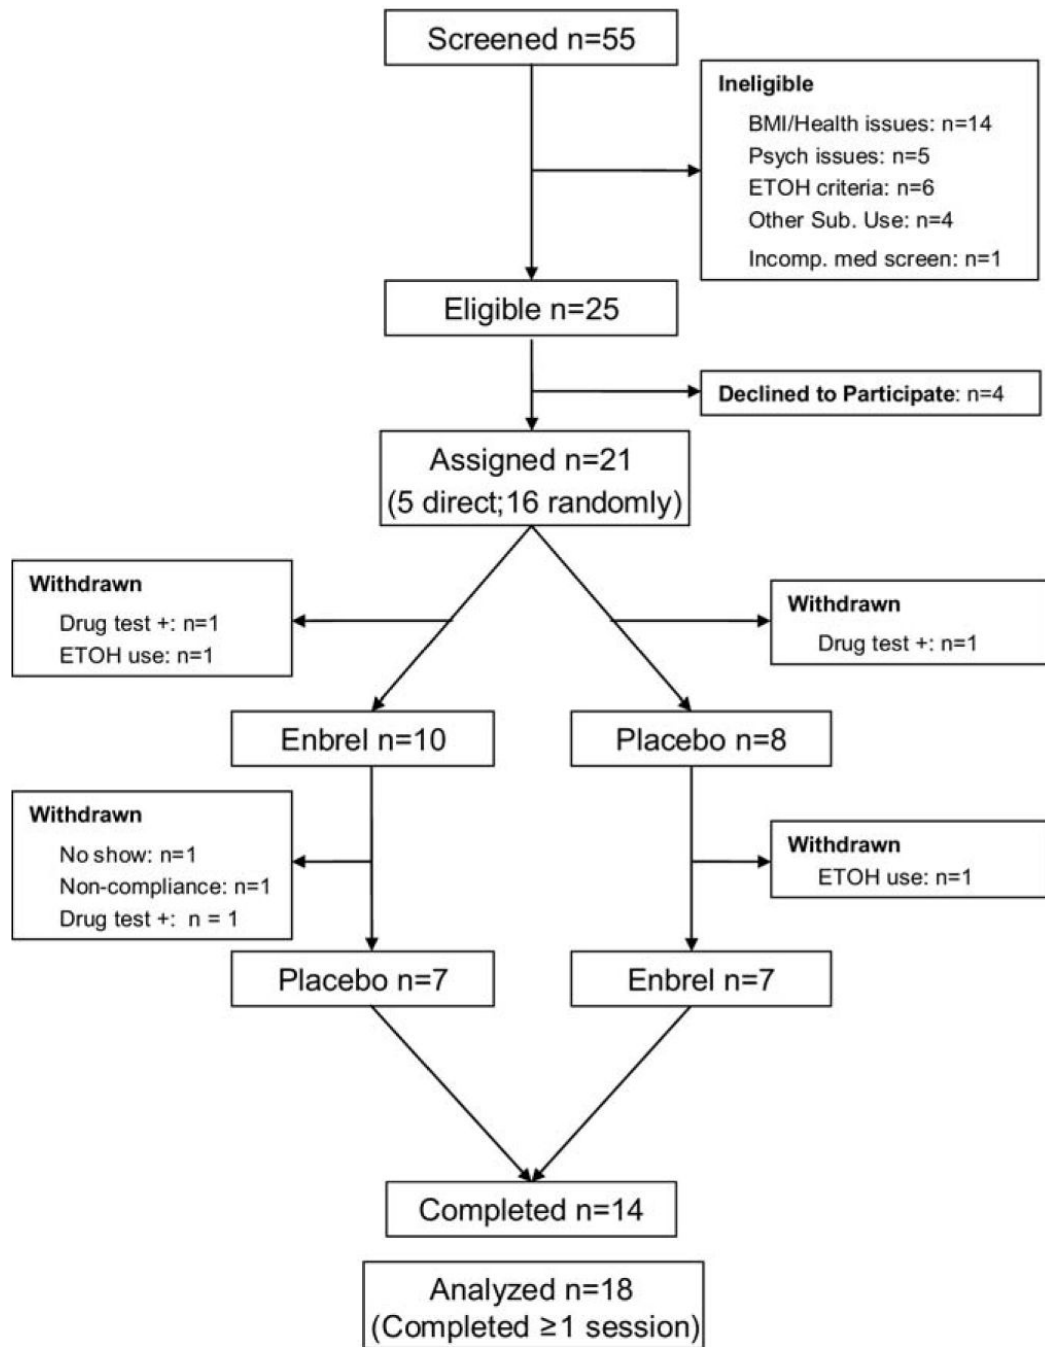 Screened n=55
Ineligible
BMI/Health issues: n=14
Psych issues: n=5
ETOH criteria: n=6
Other Sub. Use: n=4
Incomp. med screen: n=1
Eligible n=25
Declined to Participate: n=4
Assigned n=21
(5 direct;16 randomly)
Withdrawn
Drug test +: n=1
ETOH use: n=1
Withdrawn
Drug test +: n=1
Enbrel n=10
Placebo n=8
Withdrawn
No show: n=1
Non-compliance: n=1
Drug test +:  n = 1
Withdrawn
ETOH use: n=1
Placebo n=7
Enbrel n=7
Completed n=14
Analyzed n=18
(Completed ≥1 session)